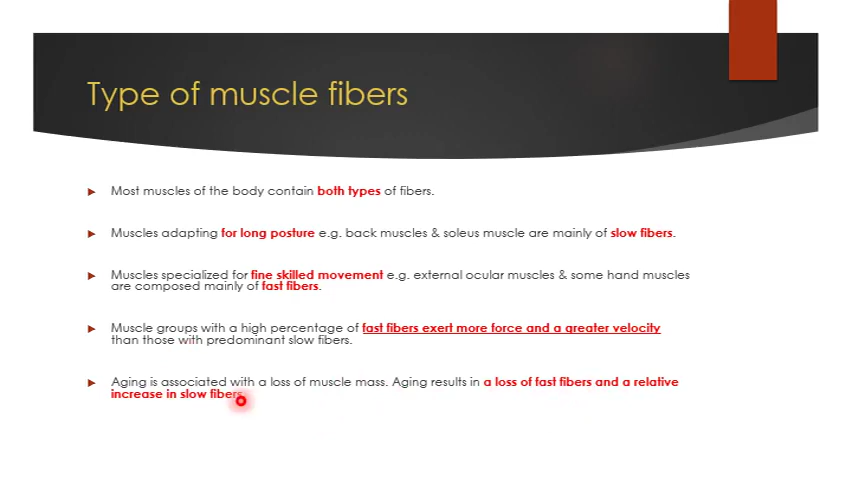 Type of muscle fibers
Most muscles of the body contain both types of fibers.
Muscles adapting for long posture e.g. back muscles & soleus muscle are mainly of slow fibers.
Muscles specialized for fine skilled movement e.g. external ocular muscles & some hand muscles
are composed mainly of fast fibers.
Muscle groups with a high percentage of fast fibers exert more force and a greater velocity
than those with predominant slow fibers.
Aging is associated with a loss of muscle mass. Aging results in a loss of fast fibers and a relative
increase in slow fibers